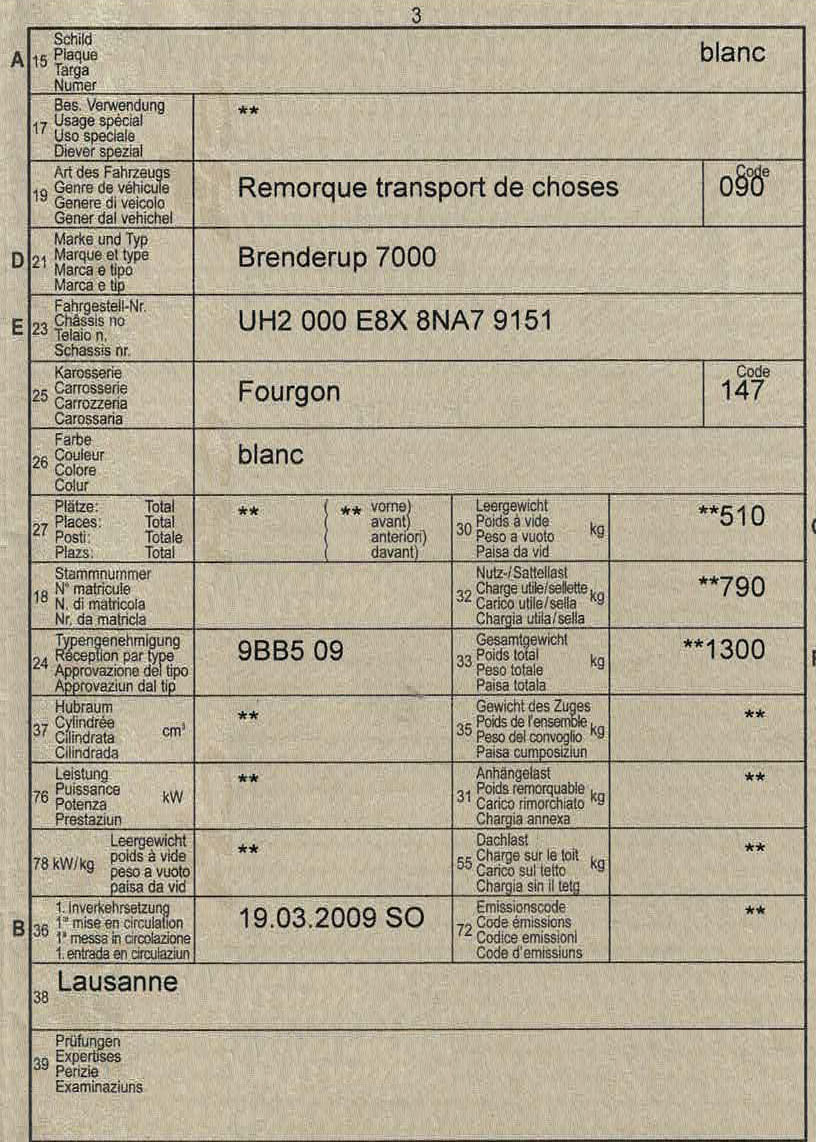 3
A 15 Schild
Plaque
Targa
Numer
blanc
17 Bes. Verwendung
Usage spécial
Uso speciale
Diever spezial
**
19 Art des Fahrzeugs
Genre de véhicule
Genere di veicolo
Gener dal vehichel
Remorque transport de choses
Code
090
D 21 Marke und Typ
Marque et type
Marca e tipo
Marca e tip
Brenderup 7000
E 23 Fahrgestell-Nr.
Châssis no
Telaio n.
Schassis nr.
UH2 000 E8X 8NA7 9151
25 Karosserie
Carrosserie
Carrozzeria
Carossaria
Fourgon
Code
147
26 Farbe
Couleur
Colore
Colur
blanc
27 Plätze: Total
Places: Total
Posti: Totale
Plazs: Total
** ( ** vorne)
( avant)
( anteriori)
( davant)
30 Leergewicht
Poids à vide
Peso a vuoto
Paisa da vid
kg
**510
18 Stammnummer
N° matricule
N. di matricola
Nr. da matricla
32 Nutz-/Sattellast
Charge utile/sellette
Carico utile/sella
Chargia utila/sella
kg
**790
24 Typengenehmigung
Réception par type
Approvazione del tipo
Approvaziun dal tip
9BB5 09
33 Gesamtgewicht
Poids total
Peso totale
Paisa totala
kg
**1300
37 Hubraum
Cylindrée
Cilindrata
Cilindrada
cm³
**
35 Gewicht des Zuges
Poids de l'ensemble
Peso del convoglio
Paisa cumposiziun
kg
**
76 Leistung
Puissance
Potenza
Prestaziun
kW
**
31 Anhängelast
Poids remorquable
Carico rimorchiato
Chargia annexa
kg
**
78 kW/kg Leergewicht
poids à vide
peso a vuoto
paisa da vid
**
55 Dachlast
Charge sur le toit
Carico sul tetto
Chargia sin il tetg
kg
**
B 36 1. Inverkehrsetzung
1ʳᵉ mise en circulation
1ª messa in circolazione
1. entrada en circulaziun
19.03.2009 SO
72 Emissionscode
Code émissions
Codice emissioni
Code d'emissiuns
**
38 Lausanne
39 Prüfungen
Expertises
Perizie
Examinaziuns